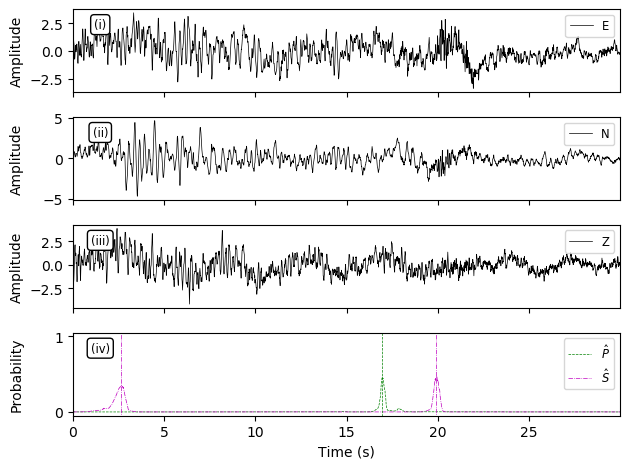 (i)
E
Amplitude
2.5
0.0
−2.5
(ii)
N
Amplitude
5
0
−5
(iii)
Z
Amplitude
2.5
0.0
−2.5
(iv)
P̂
Ŝ
Probability
1
0
0 5 10 15 20 25
Time (s)